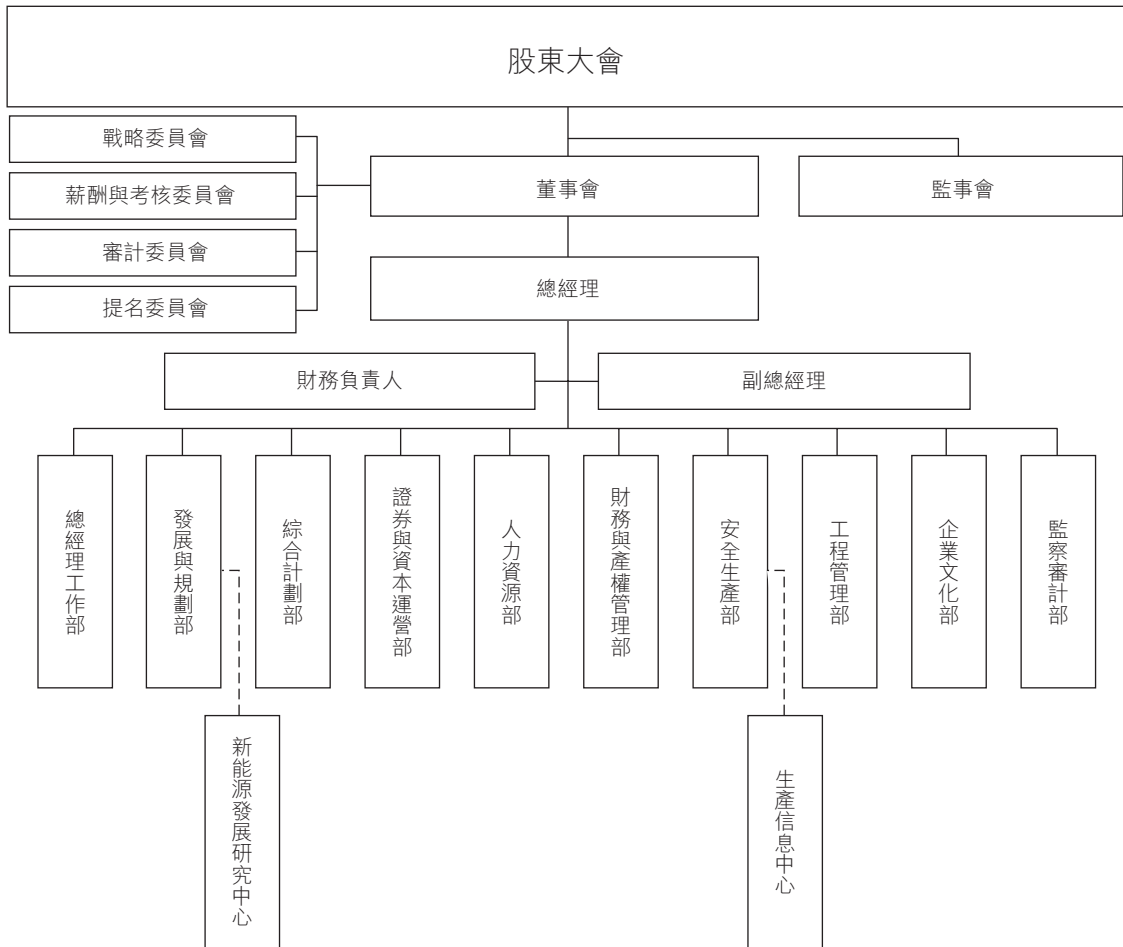 股東大會
戰略委員會
薪酬與考核委員會
審計委員會
提名委員會
董事會
監事會
總經理
財務負責人
副總經理
總經理工作部
發展與規劃部
綜合計劃部
證券與資本運營部
人力資源部
財務與產權管理部
安全生產部
工程管理部
企業文化部
監察審計部
新能源發展研究中心
生產信息中心